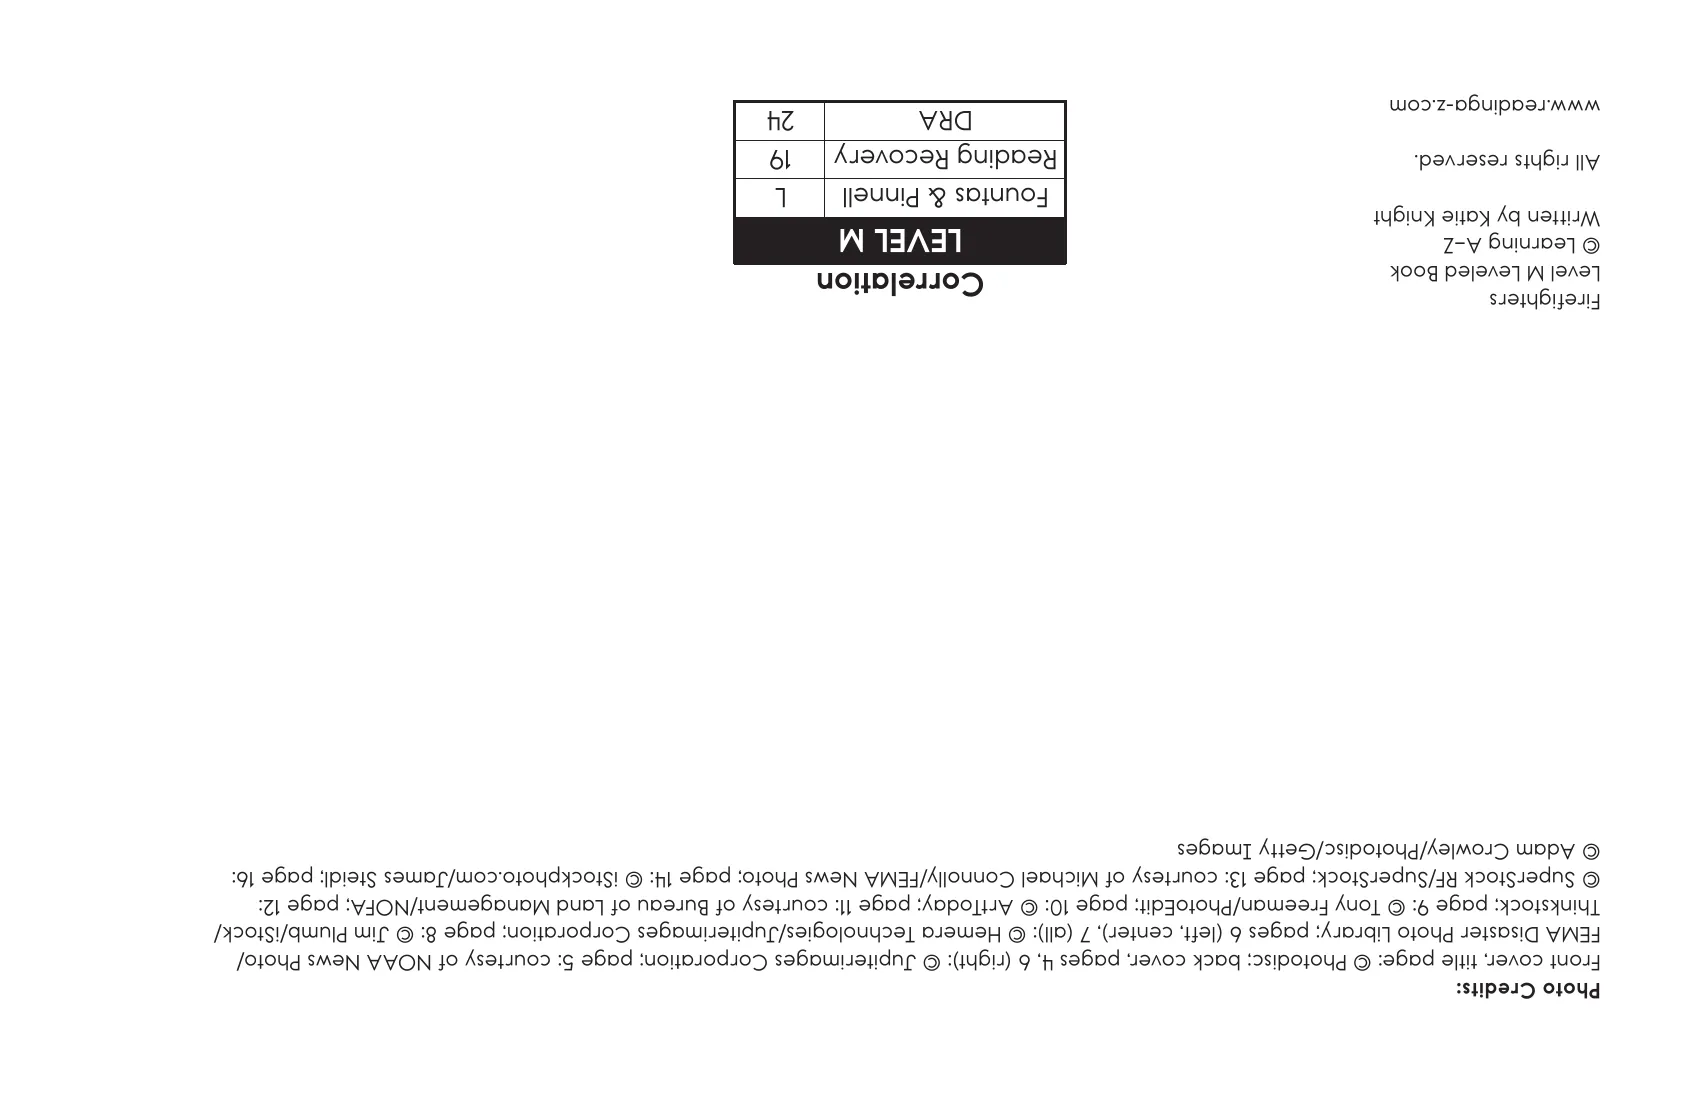 Photo Credits:
Front cover, title page: © Photodisc; back cover, pages 4, 6 (right): © Jupiterimages Corporation; page 5: courtesy of NOAA News Photo/
FEMA Disaster Photo Library; pages 6 (left, center), 7 (all): © Hemera Technologies/Jupiterimages Corporation; page 8: © Jim Plumb/iStock/
Thinkstock; page 9: © Tony Freeman/PhotoEdit; page 10: © ArtToday; page 11: courtesy of Bureau of Land Management/NOFA; page 12:
© SuperStock RF/SuperStock; page 13: courtesy of Michael Connolly/FEMA News Photo; page 14: © iStockphoto.com/James Steidl; page 16:
© Adam Crowley/Photodisc/Getty Images
Firefighters
Level M Leveled Book
© Learning A–Z
Written by Katie Knight
All rights reserved.
www.readinga-z.com
Correlation
LEVEL M
Fountas & Pinnell L
Reading Recovery 19
DRA 24